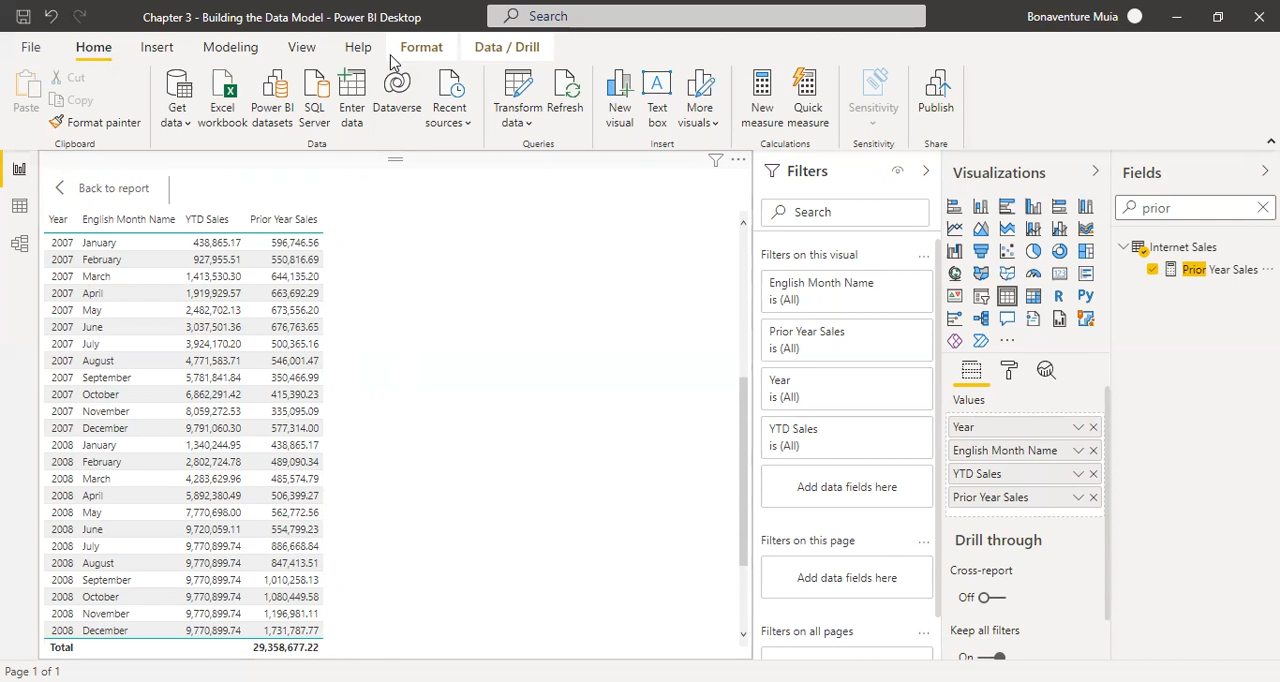 Chapter 3 - Building the Data Model - Power BI Desktop
Search
Bonaventure Muia
File
Home
Insert
Modeling
View
Help
Format
Data / Drill
Paste
Cut
Copy
Format painter
Clipboard
Get data
Excel workbook
Power BI datasets
SQL Server
Enter data
Dataverse
Recent sources
Data
Transform data
Refresh
Queries
New visual
Text box
More visuals
Insert
New measure
Quick measure
Calculations
Sensitivity
Sensitivity
Publish
Share
Back to report
Year English Month Name YTD Sales Prior Year Sales
2007 January 438,865.17 596,746.56
2007 February 927,955.51 550,816.69
2007 March 1,413,530.30 644,135.20
2007 April 1,919,929.57 663,692.29
2007 May 2,482,702.13 673,556.20
2007 June 3,037,501.36 676,763.65
2007 July 3,924,170.20 500,365.16
2007 August 4,771,583.71 546,001.47
2007 September 5,781,841.84 350,466.99
2007 October 6,862,291.42 415,390.23
2007 November 8,059,272.53 335,095.09
2007 December 9,791,060.30 577,314.00
2008 January 1,340,244.95 438,865.17
2008 February 2,802,724.78 489,090.34
2008 March 4,283,629.96 485,574.79
2008 April 5,892,380.49 506,399.27
2008 May 7,770,698.00 562,772.56
2008 June 9,720,059.11 554,799.23
2008 July 9,770,899.74 886,668.84
2008 August 9,770,899.74 847,413.51
2008 September 9,770,899.74 1,010,258.13
2008 October 9,770,899.74 1,080,449.58
2008 November 9,770,899.74 1,196,981.11
2008 December 9,770,899.74 1,731,787.77
Total 29,358,677.22
Filters
Search
Filters on this visual
English Month Name
is (All)
Prior Year Sales
is (All)
Year
is (All)
YTD Sales
is (All)
Add data fields here
Filters on this page
Add data fields here
Filters on all pages
Visualizations
R
Py
Values
Year
English Month Name
YTD Sales
Prior Year Sales
Drill through
Cross-report
Off
Keep all filters
On
Fields
prior
Internet Sales
Prior Year Sales
Page 1 of 1